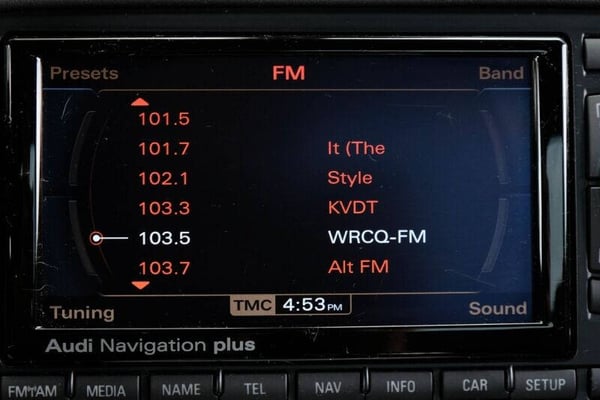 Presets FM Band
101.5
101.7 It (The
102.1 Style
103.3 KVDT
103.5 WRCQ-FM
103.7 Alt FM
TMC 4:53PM
Tuning Sound
Audi Navigation plus
FM AM MEDIA NAME TEL NAV INFO CAR SETUP